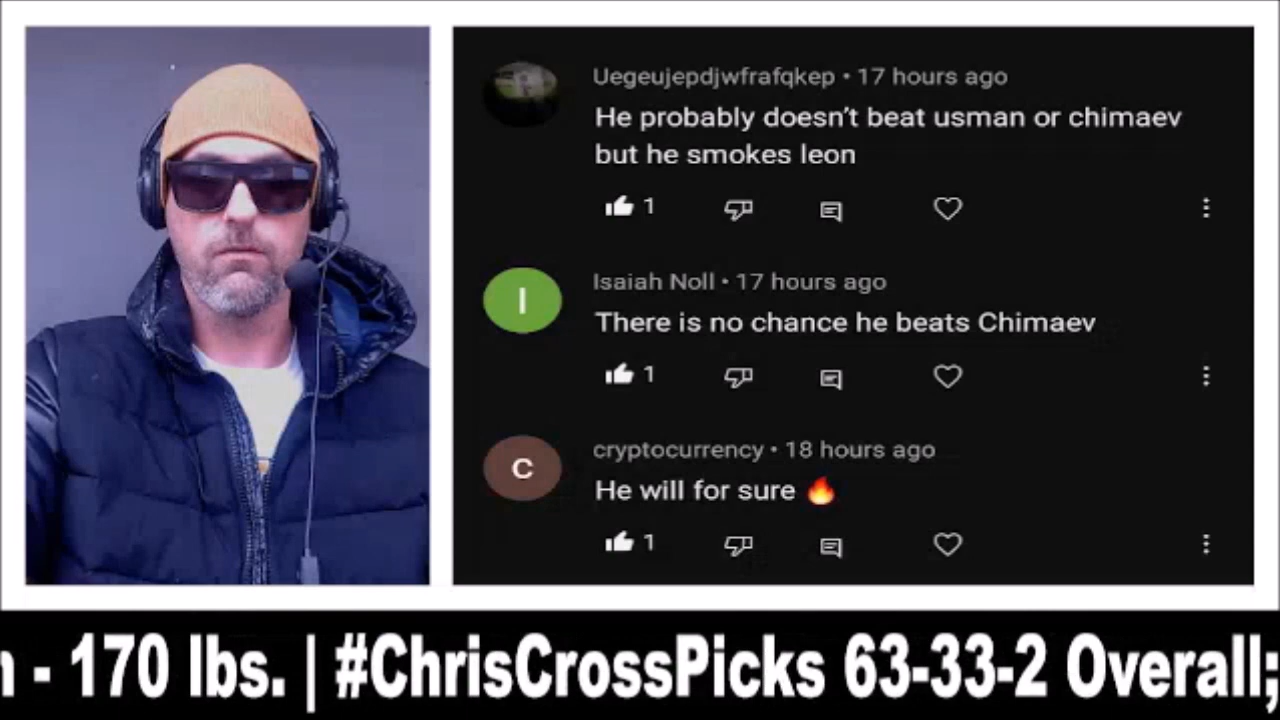 Uegeujepdjwfrafqkep • 17 hours ago
He probably doesn't beat usman or chimaev
but he smokes leon
1
I
Isaiah Noll • 17 hours ago
There is no chance he beats Chimaev
1
C
cryptocurrency • 18 hours ago
He will for sure 🔥
1
- 170 lbs. | #ChrisCrossPicks 63-33-2 Overall;